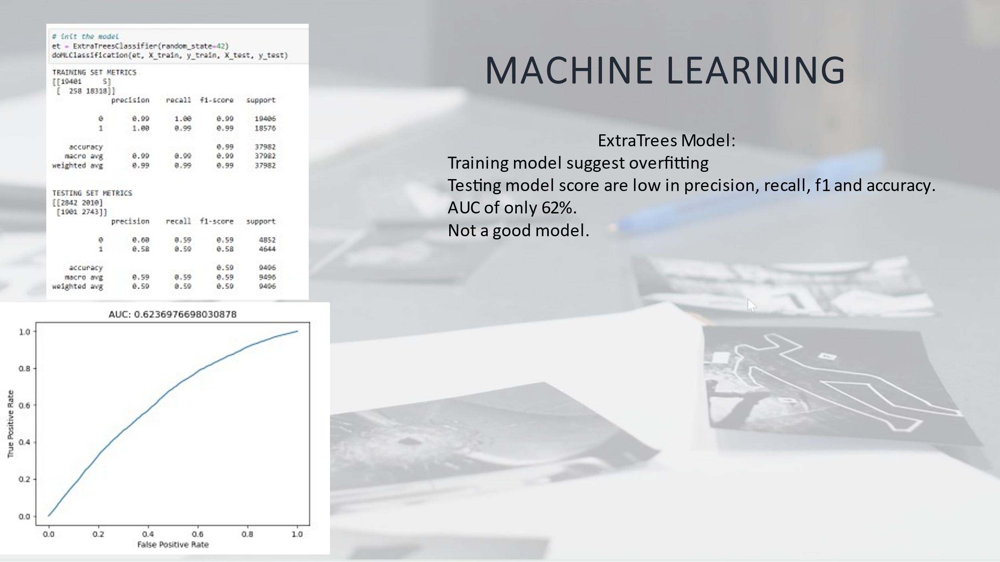 # init the model
et = ExtraTreesClassifier(random_state=42)
doMLClassification(et, X_train, y_train, X_test, y_test)
TRAINING SET METRICS
[[19401 5]
[ 258 18318]]
precision recall f1-score support
0 0.99 1.00 0.99 19406
1 1.00 0.99 0.99 18576
accuracy 0.99 37982
macro avg 0.99 0.99 0.99 37982
weighted avg 0.99 0.99 0.99 37982
TESTING SET METRICS
[[2842 2010]
[1901 2743]]
precision recall f1-score support
0 0.60 0.59 0.59 4852
1 0.58 0.59 0.58 4644
accuracy 0.59 9496
macro avg 0.59 0.59 0.59 9496
weighted avg 0.59 0.59 0.59 9496
AUC: 0.6236976698030878
1.0
0.8
0.6
0.4
0.2
0.0
True Positive Rate
0.0 0.2 0.4 0.6 0.8 1.0
False Positive Rate
MACHINE LEARNING
ExtraTrees Model:
Training model suggest overfitting
Testing model score are low in precision, recall, f1 and accuracy.
AUC of only 62%.
Not a good model.